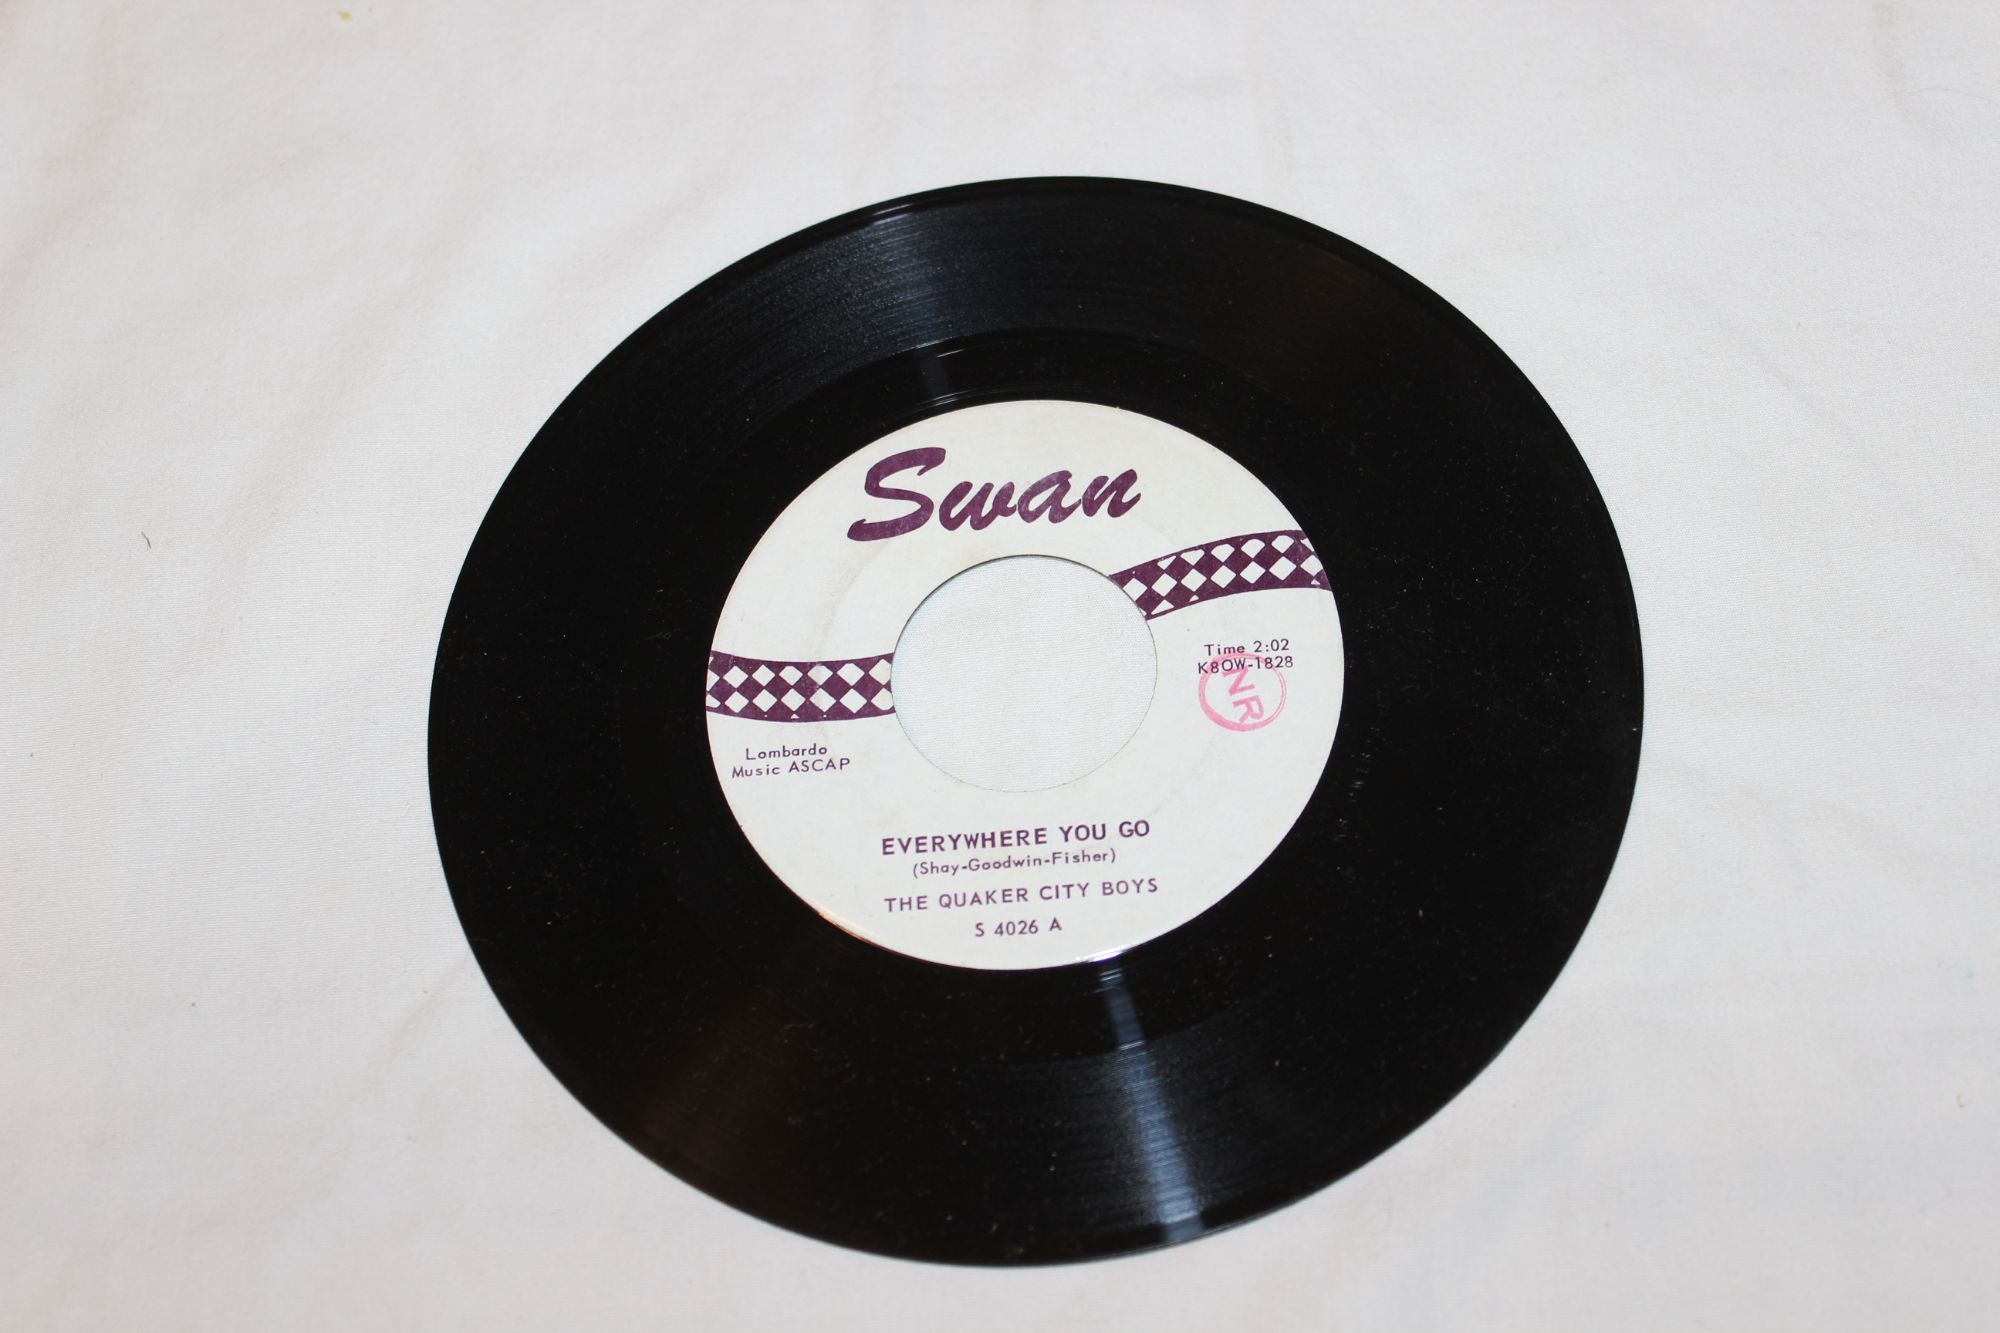 Swan
Time 2:02
K8OW-1828
NR
Lombardo
Music ASCAP
EVERYWHERE YOU GO
(Shay-Goodwin-Fisher)
THE QUAKER CITY BOYS
S 4026 A